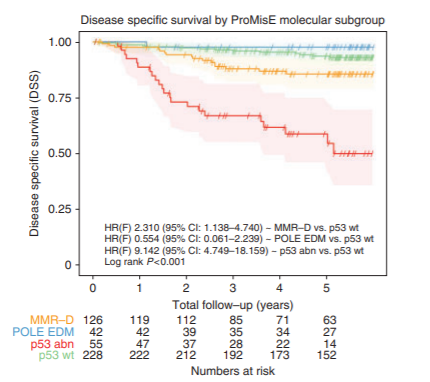 Disease specific survival by ProMisE molecular subgroup
Disease specific survival (DSS)
1.00
0.75
0.50
0.25
0
HR(F) 2.310 (95% CI: 1.138–4.740) – MMR–D vs. p53 wt
HR(F) 0.554 (95% CI: 0.061–2.239) – POLE EDM vs. p53 wt
HR(F) 9.142 (95% CI: 4.749–18.159) – p53 abn vs. p53 wt
Log rank P<0.001
0 1 2 3 4 5
Total follow–up (years)
MMR–D 126 119 112 85 71 63
POLE EDM 42 42 39 35 34 27
p53 abn 55 47 37 28 22 14
p53 wt 228 222 212 192 173 152
Numbers at risk